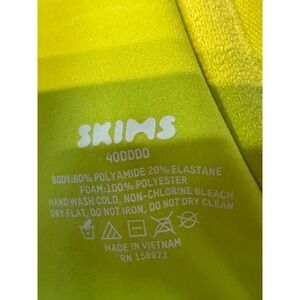 SKIMS
40DDDD
BODY:80% POLYAMIDE 20% ELASTANE
FOAM:100% POLYESTER
HAND WASH COLD, NON-CHLORINE BLEACH
DRY FLAT, DO NOT IRON, DO NOT DRY CLEAN
MADE IN VIETNAM
RN 158973